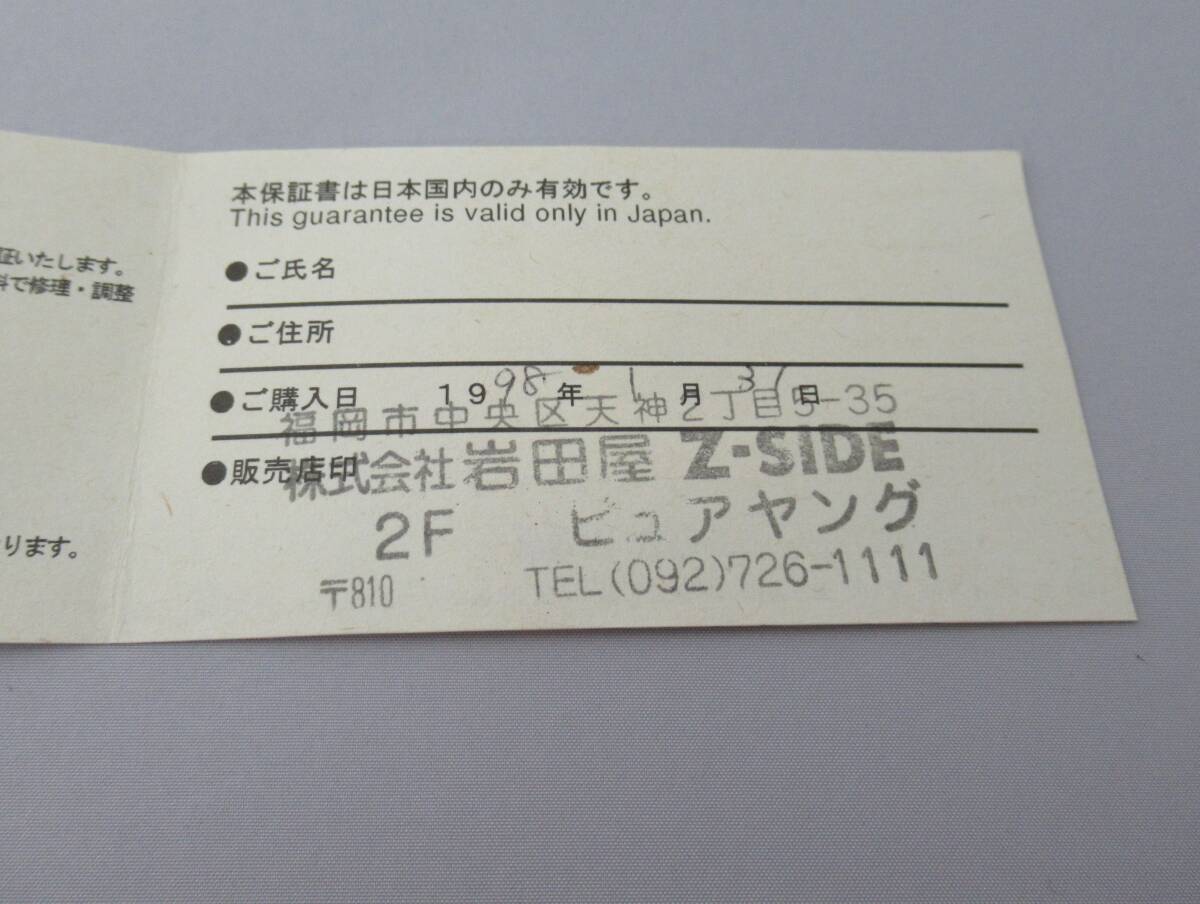 証いたします。
料で修理・調整
ります。
本保証書は日本国内のみ有効です。
This guarantee is valid only in Japan.
●ご氏名
●ご住所
●ご購入日 1998年 1月 31日
福岡市中央区天神2丁目5-35
●販売店印
株式会社岩田屋 Z-SIDE
2F ピュアヤング
〒810 TEL(092)726-1111